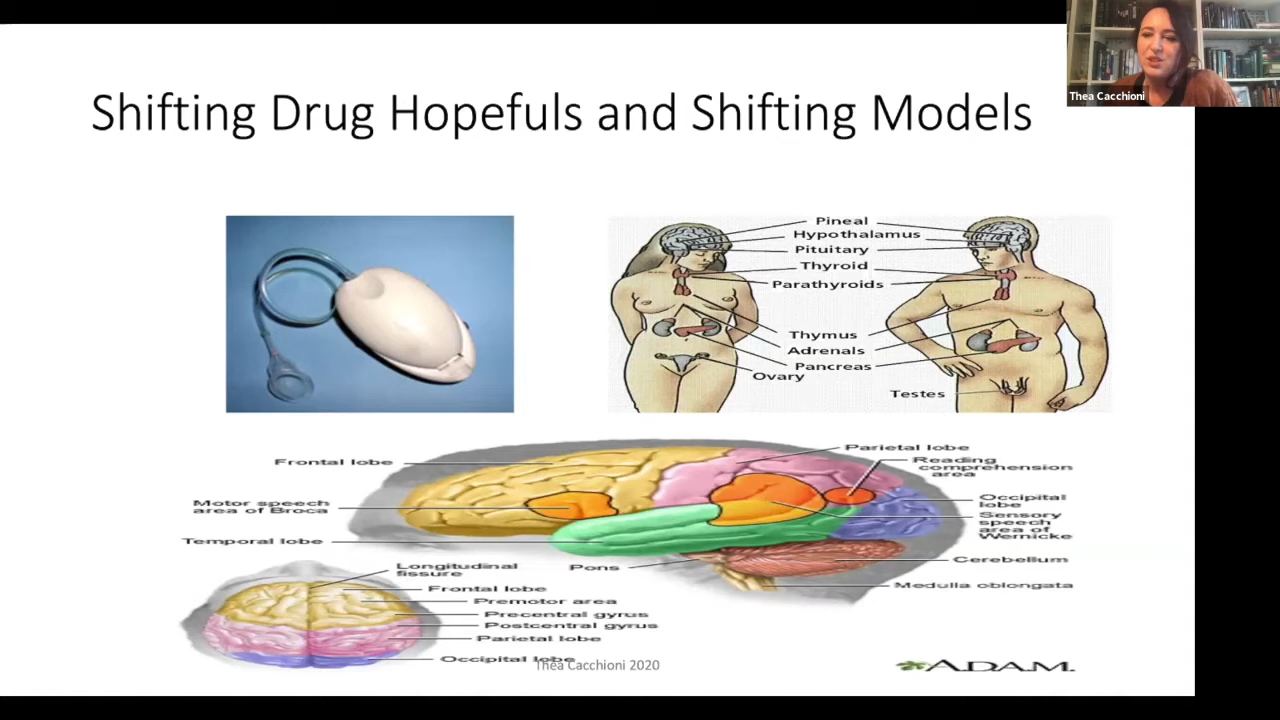 Thea Cacchioni
Shifting Drug Hopefuls and Shifting Models
Pineal
Hypothalamus
Pituitary
Thyroid
Parathyroids
Thymus
Adrenals
Pancreas
Ovary
Testes
Frontal lobe
Motor speech
area of Broca
Temporal lobe
Parietal lobe
Reading
comprehension
area
Occipital
lobe
Sensory
speech
area of
Wernicke
Cerebellum
Medulla oblongata
Pons
Longitudinal
fissure
Frontal lobe
Premotor area
Precentral gyrus
Postcentral gyrus
Parietal lobe
Occipital lobe
Thea Cacchioni 2020
A.D.A.M.